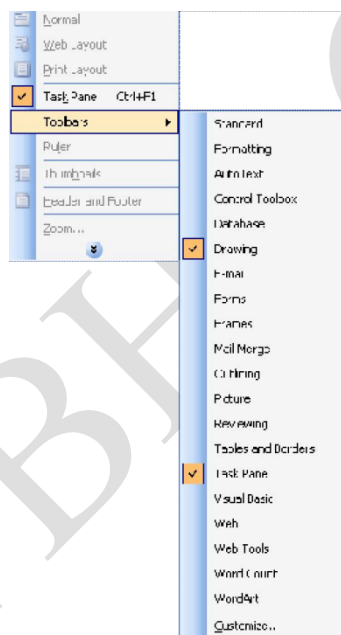 Normal
Web Layout
Print Layout
Task Pane Ctrl+F1
Toolbars
Ruler
Thumbnails
Header and Footer
Zoom...
Standard
Formatting
AutoText
Control Toolbox
Database
Drawing
E-mail
Forms
Frames
Mail Merge
Outlining
Picture
Reviewing
Tables and Borders
Task Pane
Visual Basic
Web
Web Tools
Word Count
WordArt
Customize...